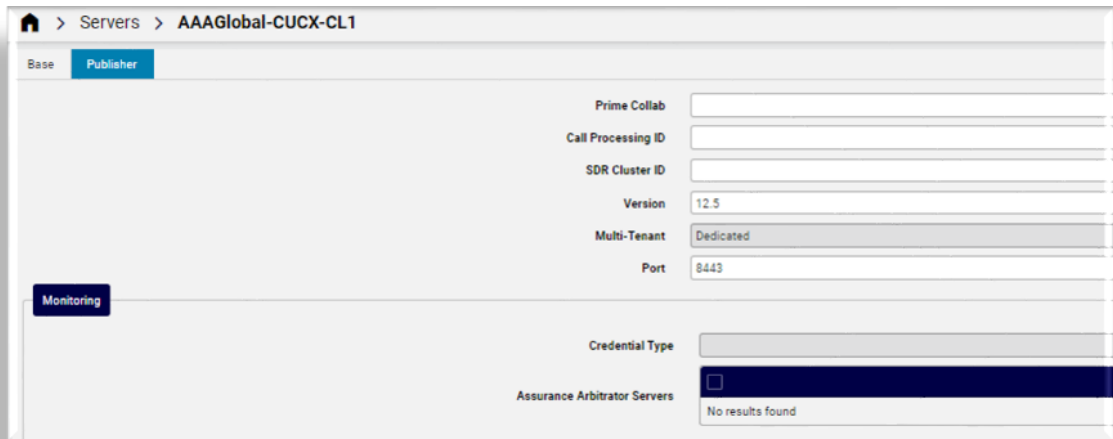 > Servers > AAAGlobal-CUCX-CL1
Base Publisher
Prime Collab
Call Processing ID
SDR Cluster ID
Version 12.5
Multi-Tenant Dedicated
Port 8443
Monitoring
Credential Type
Assurance Arbitrator Servers
No results found